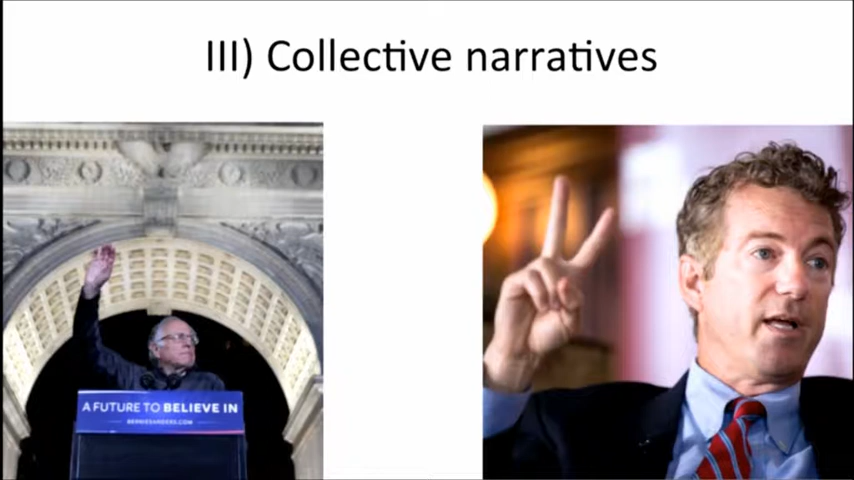 III) Collective narratives
A FUTURE TO BELIEVE IN
BERNIESANDERS.COM